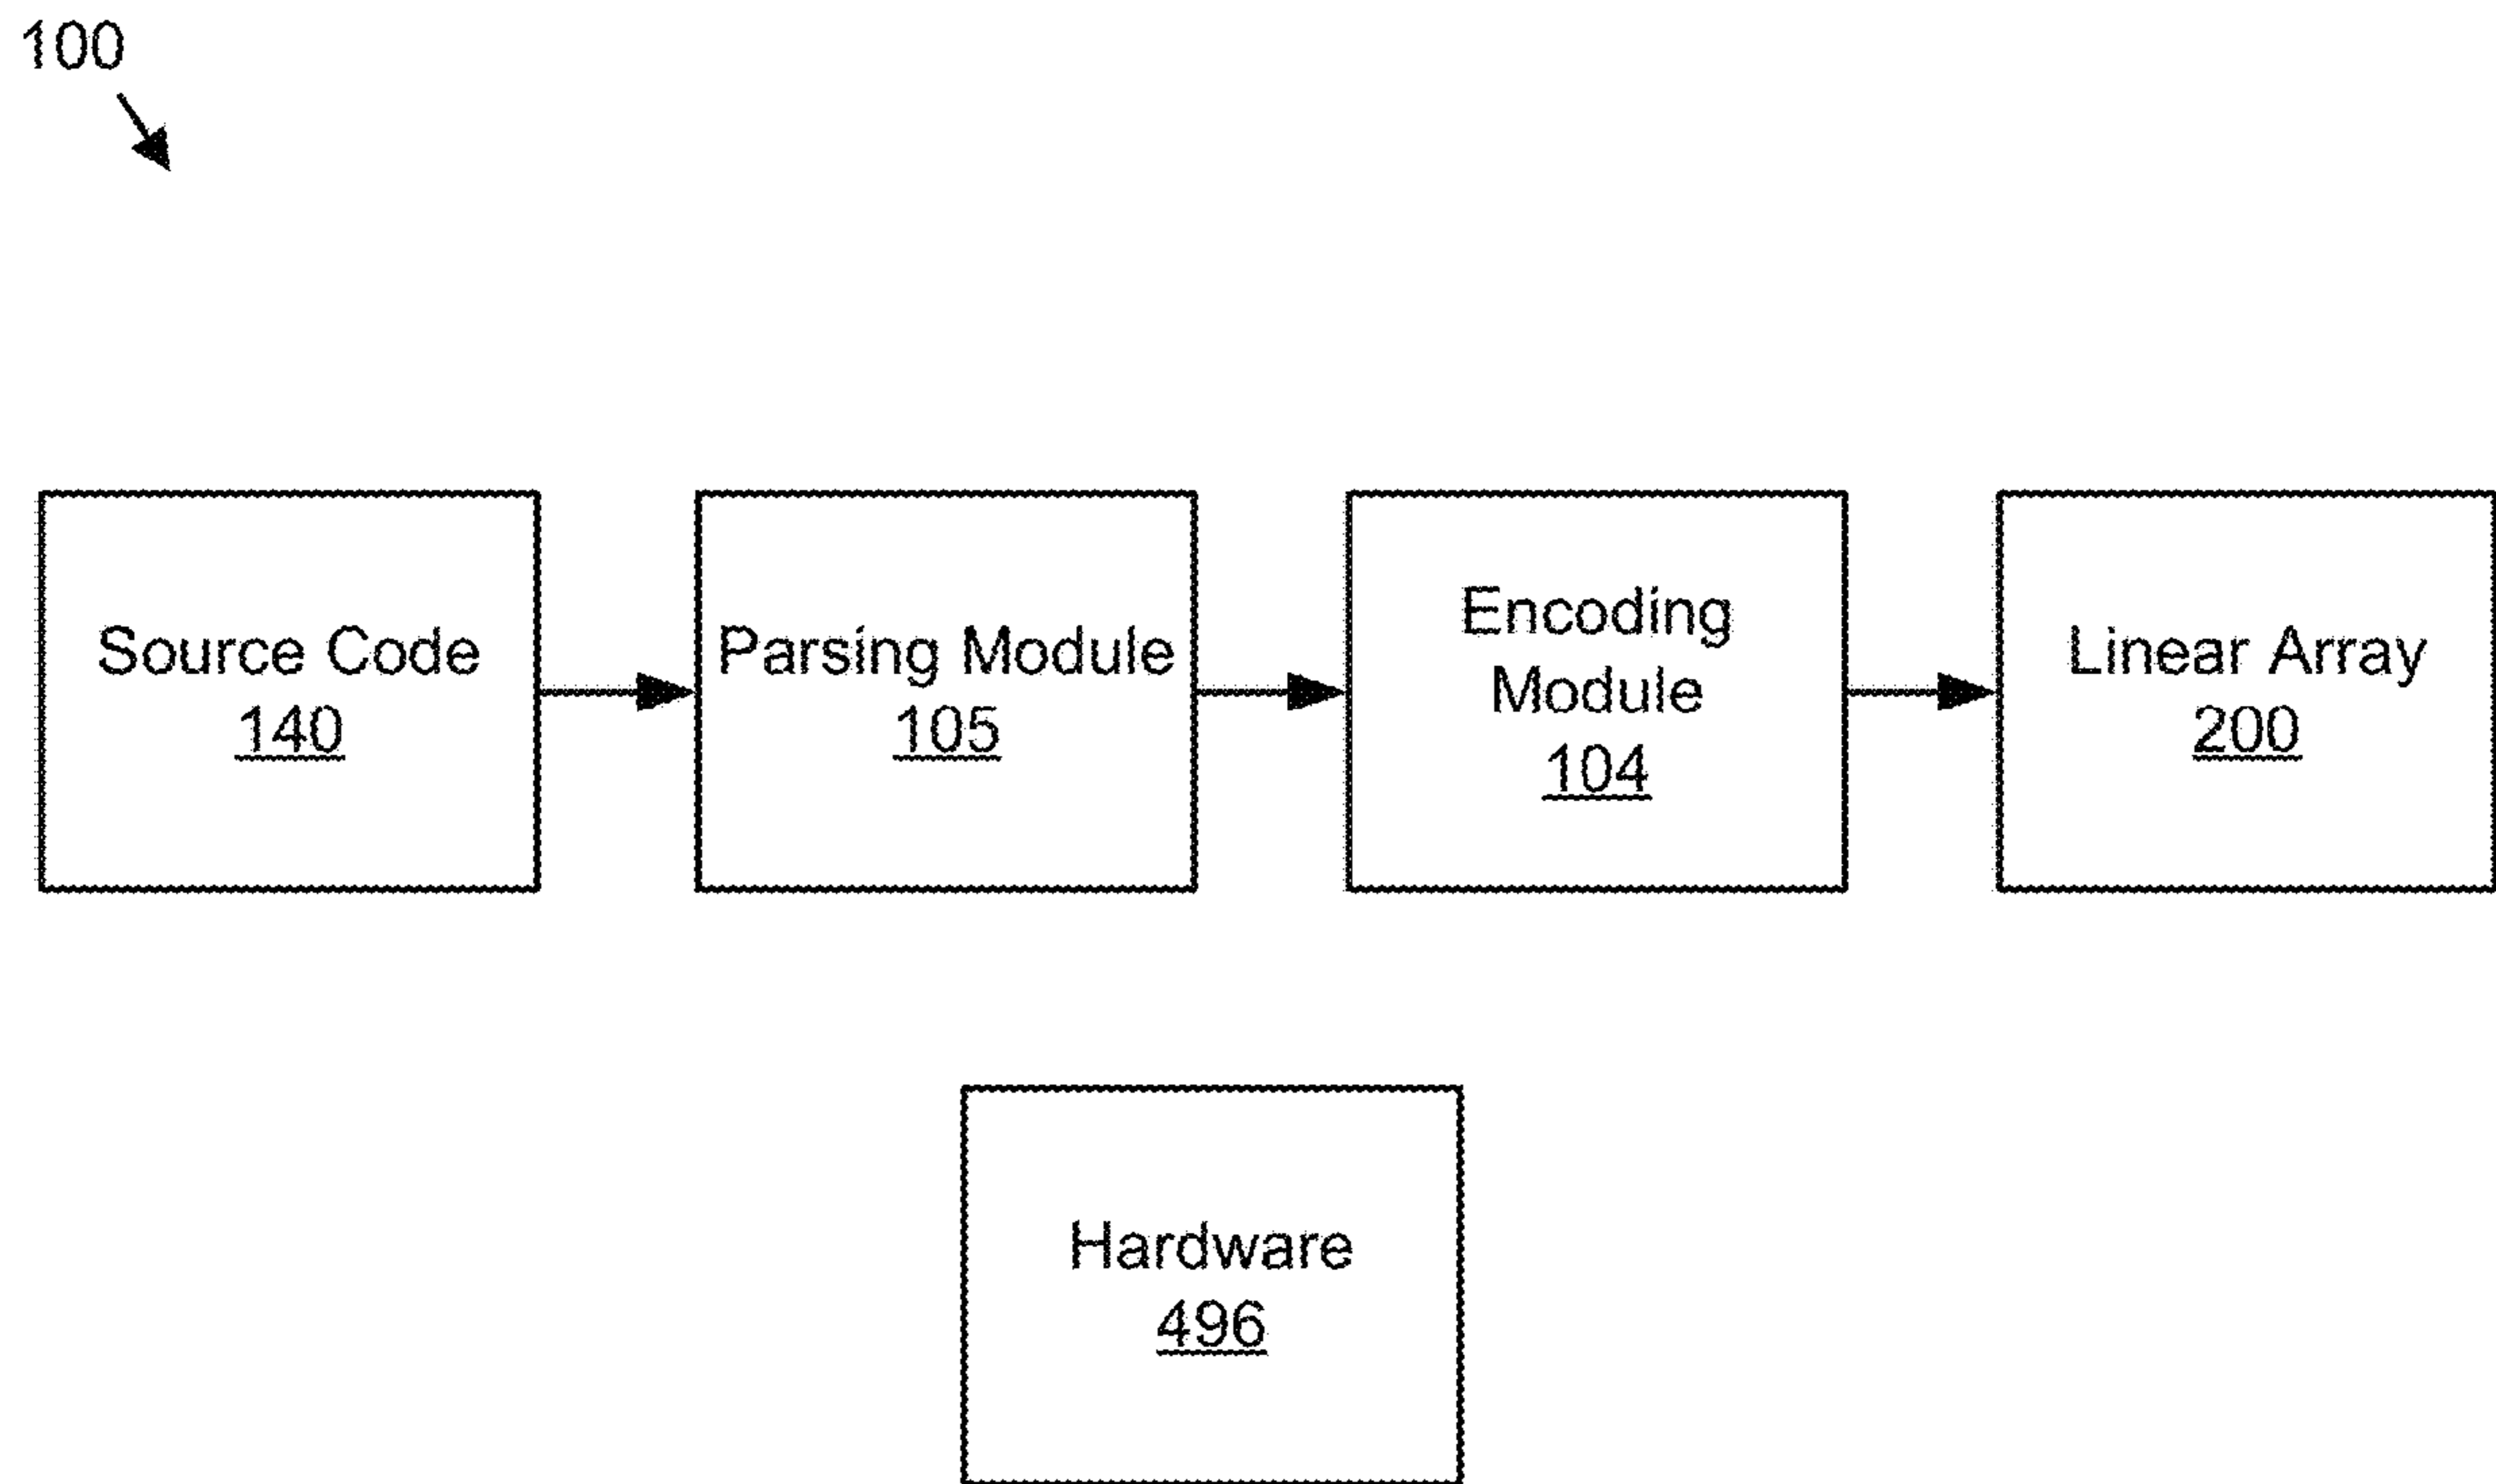 100
Source Code
140
Parsing Module
105
Encoding
Module
104
Linear Array
200
Hardware
496